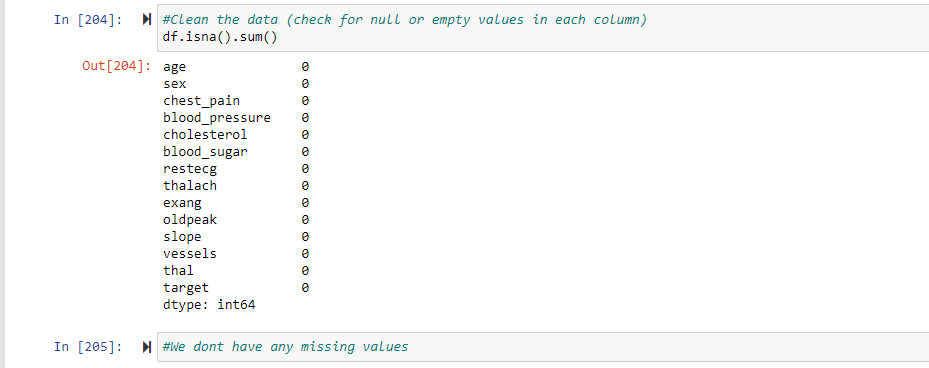 In [204]: #Clean the data (check for null or empty values in each column)
df.isna().sum()
Out[204]: age 0
sex 0
chest_pain 0
blood_pressure 0
cholesterol 0
blood_sugar 0
restecg 0
thalach 0
exang 0
oldpeak 0
slope 0
vessels 0
thal 0
target 0
dtype: int64
In [205]: #We dont have any missing values